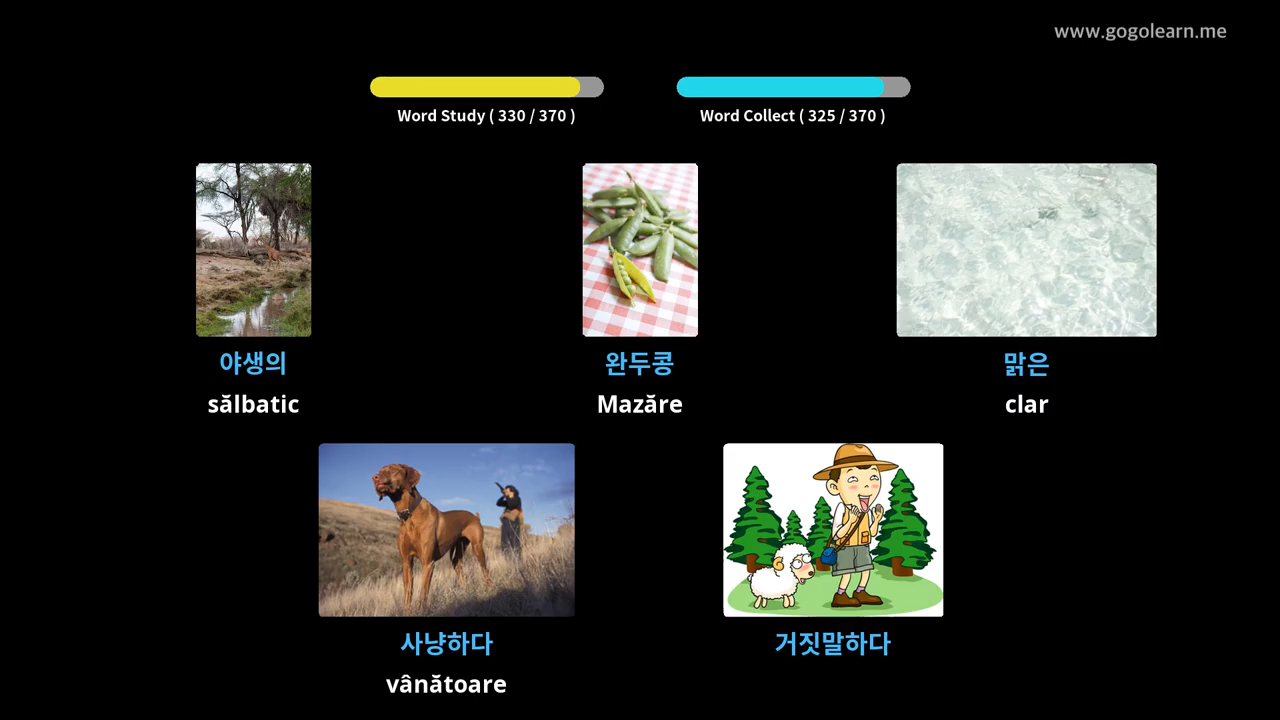 www.gogolearn.me
Word Study ( 330 / 370 )
Word Collect ( 325 / 370 )
야생의
완두콩
맑은
sălbatic
Mazăre
clar
사냥하다
거짓말하다
vânătoare